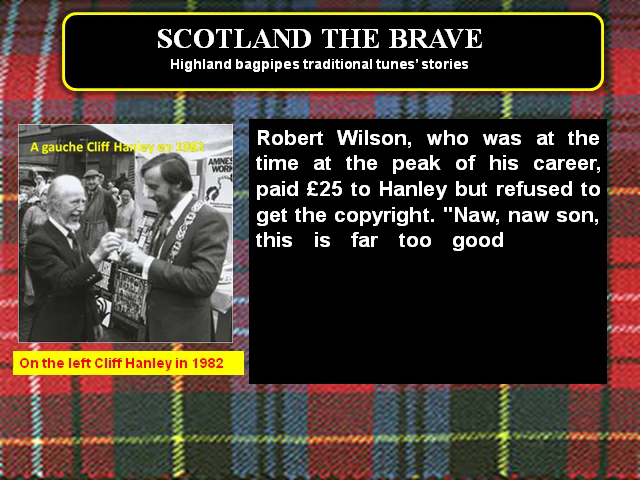 SCOTLAND THE BRAVE
Highland bagpipes traditional tunes' stories
A gauche Cliff Hanley en 1982
AMNES
WORK
Robert Wilson, who was at the
time at the peak of his career,
paid £25 to Hanley but refused to
get the copyright. "Naw, naw son,
this is far too good
On the left Cliff Hanley in 1982